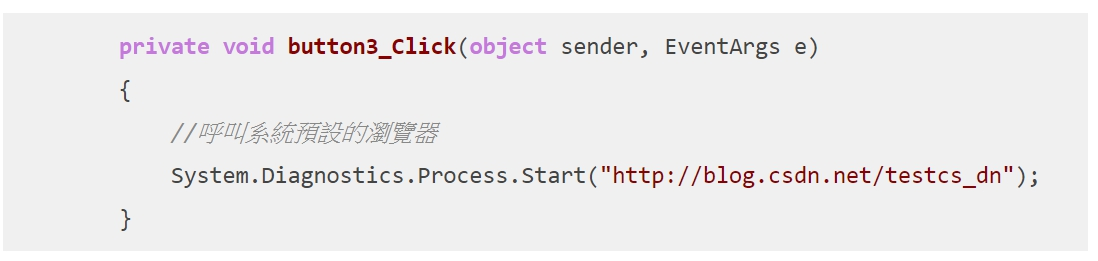 private void button3_Click(object sender, EventArgs e)
{
//呼叫系統預設的瀏覽器
System.Diagnostics.Process.Start("http://blog.csdn.net/testcs_dn");
}